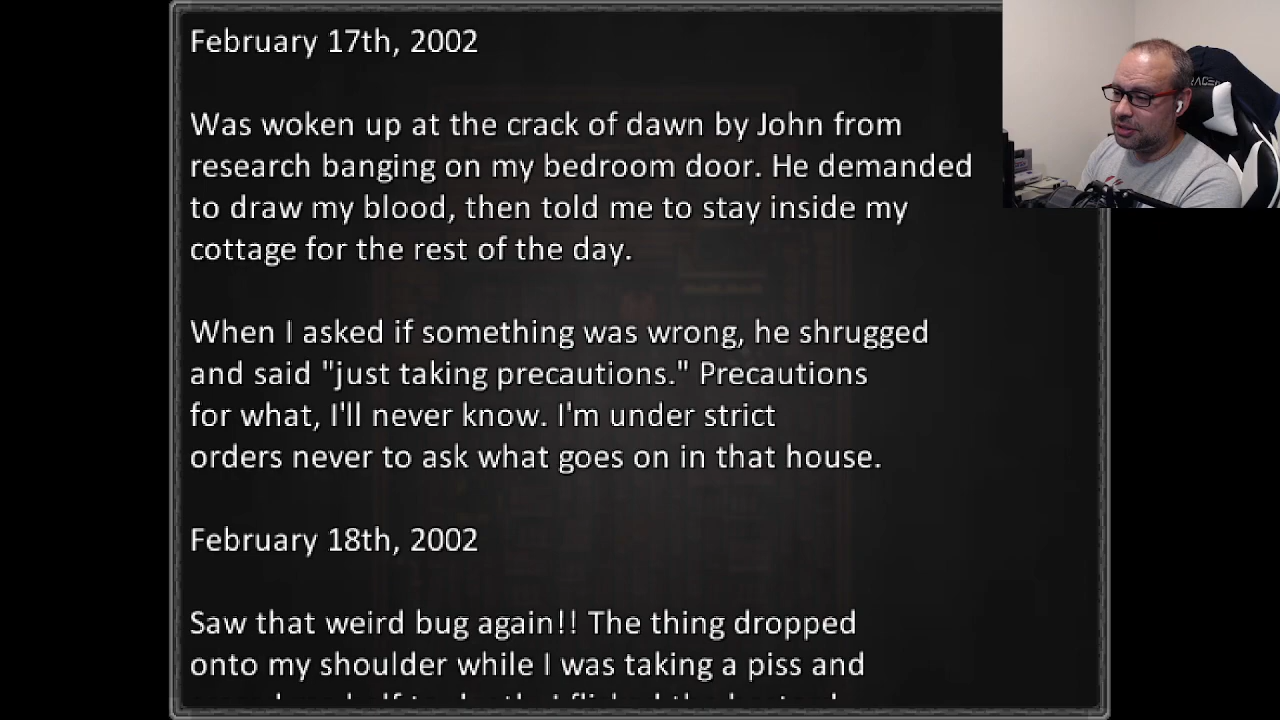 February 17th, 2002
Was woken up at the crack of dawn by John from
research banging on my bedroom door. He demanded
to draw my blood, then told me to stay inside my
cottage for the rest of the day.
When I asked if something was wrong, he shrugged
and said "just taking precautions." Precautions
for what, I'll never know. I'm under strict
orders never to ask what goes on in that house.
February 18th, 2002
Saw that weird bug again!! The thing dropped
onto my shoulder while I was taking a piss and